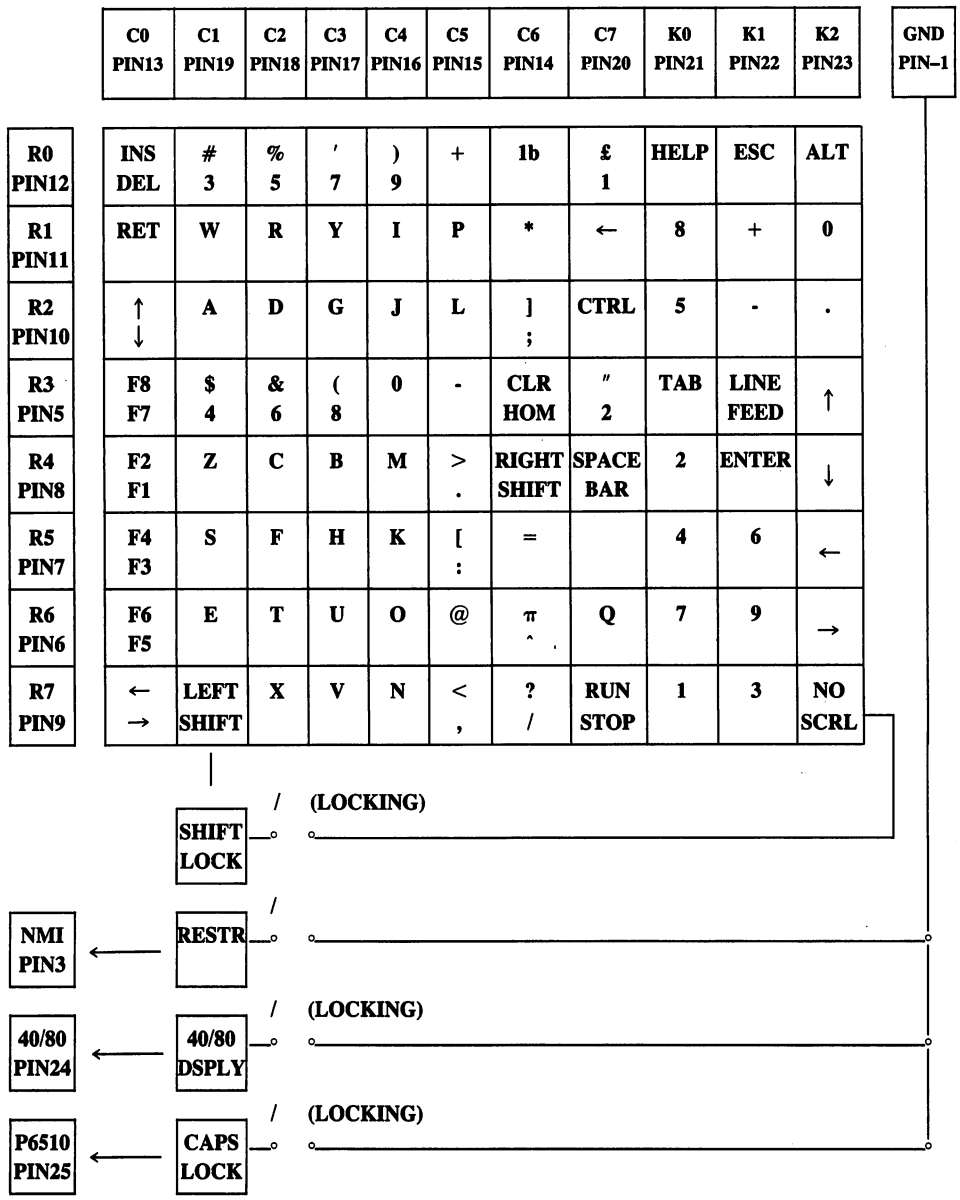 C0 C1 C2 C3 C4 C5 C6 C7 K0 K1 K2 GND
PIN13 PIN19 PIN18 PIN17 PIN16 PIN15 PIN14 PIN20 PIN21 PIN22 PIN23 PIN–1
R0 INS # % ' ) + 1b £ HELP ESC ALT
PIN12 DEL 3 5 7 9 1
R1 RET W R Y I P * ← 8 + 0
PIN11
R2 ↑ A D G J L ] CTRL 5 - .
PIN10 ↓ ;
R3 F8 $ & ( 0 - CLR " TAB LINE ↑
PIN5 F7 4 6 8 HOM 2 FEED
R4 F2 Z C B M > RIGHT SPACE 2 ENTER ↓
PIN8 F1 . SHIFT BAR
R5 F4 S F H K [ = 4 6 ←
PIN7 F3 :
R6 F6 E T U O @ π Q 7 9 →
PIN6 F5 ^
R7 ← LEFT X V N < ? RUN 1 3 NO
PIN9 → SHIFT , / STOP SCRL
/ (LOCKING)
SHIFT
LOCK
/
NMI ← RESTR
PIN3
/ (LOCKING)
40/80 ← 40/80
PIN24 DSPLY
/ (LOCKING)
P6510 ← CAPS
PIN25 LOCK